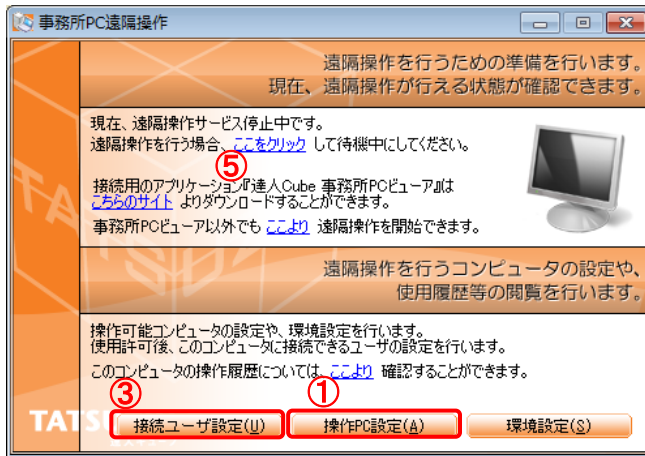 事務所PC遠隔操作
遠隔操作を行うための準備を行います。
現在、遠隔操作が行える状態が確認できます。
現在、遠隔操作サービス停止中です。
遠隔操作を行う場合、ここをクリック して待機中にしてください。
⑤
接続用のアプリケーション『達人Cube 事務所PCビューア』は
こちらのサイト よりダウンロードすることができます。
事務所PCビューア以外でも ここより 遠隔操作を開始できます。
遠隔操作を行うコンピュータの設定や、
使用履歴等の閲覧を行います。
操作可能コンピュータの設定や、環境設定を行います。
使用許可後、このコンピュータに接続できるユーザの設定を行います。
このコンピュータの操作履歴については、ここより 確認することができます。
③ ①
接続ユーザ設定(U) 操作PC設定(A) 環境設定(S)